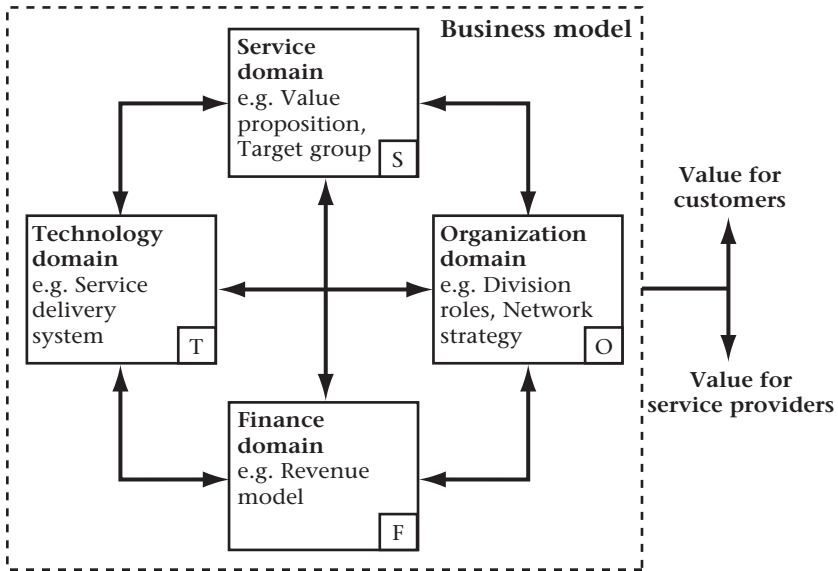 Business model
Service
domain
e.g. Value
proposition,
Target group
S
Technology
domain
e.g. Service
delivery
system
T
Organization
domain
e.g. Division
roles, Network
strategy
O
Finance
domain
e.g. Revenue
model
F
Value for
customers
Value for
service providers